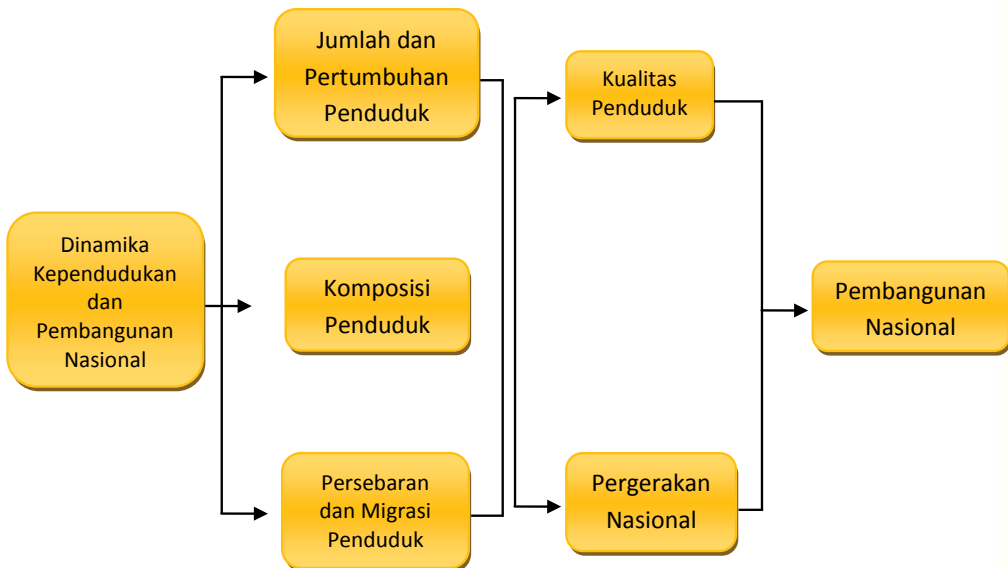 Dinamika
Kependudukan
dan
Pembangunan
Nasional
Jumlah dan
Pertumbuhan
Penduduk
Komposisi
Penduduk
Persebaran
dan Migrasi
Penduduk
Kualitas
Penduduk
Pergerakan
Nasional
Pembangunan
Nasional